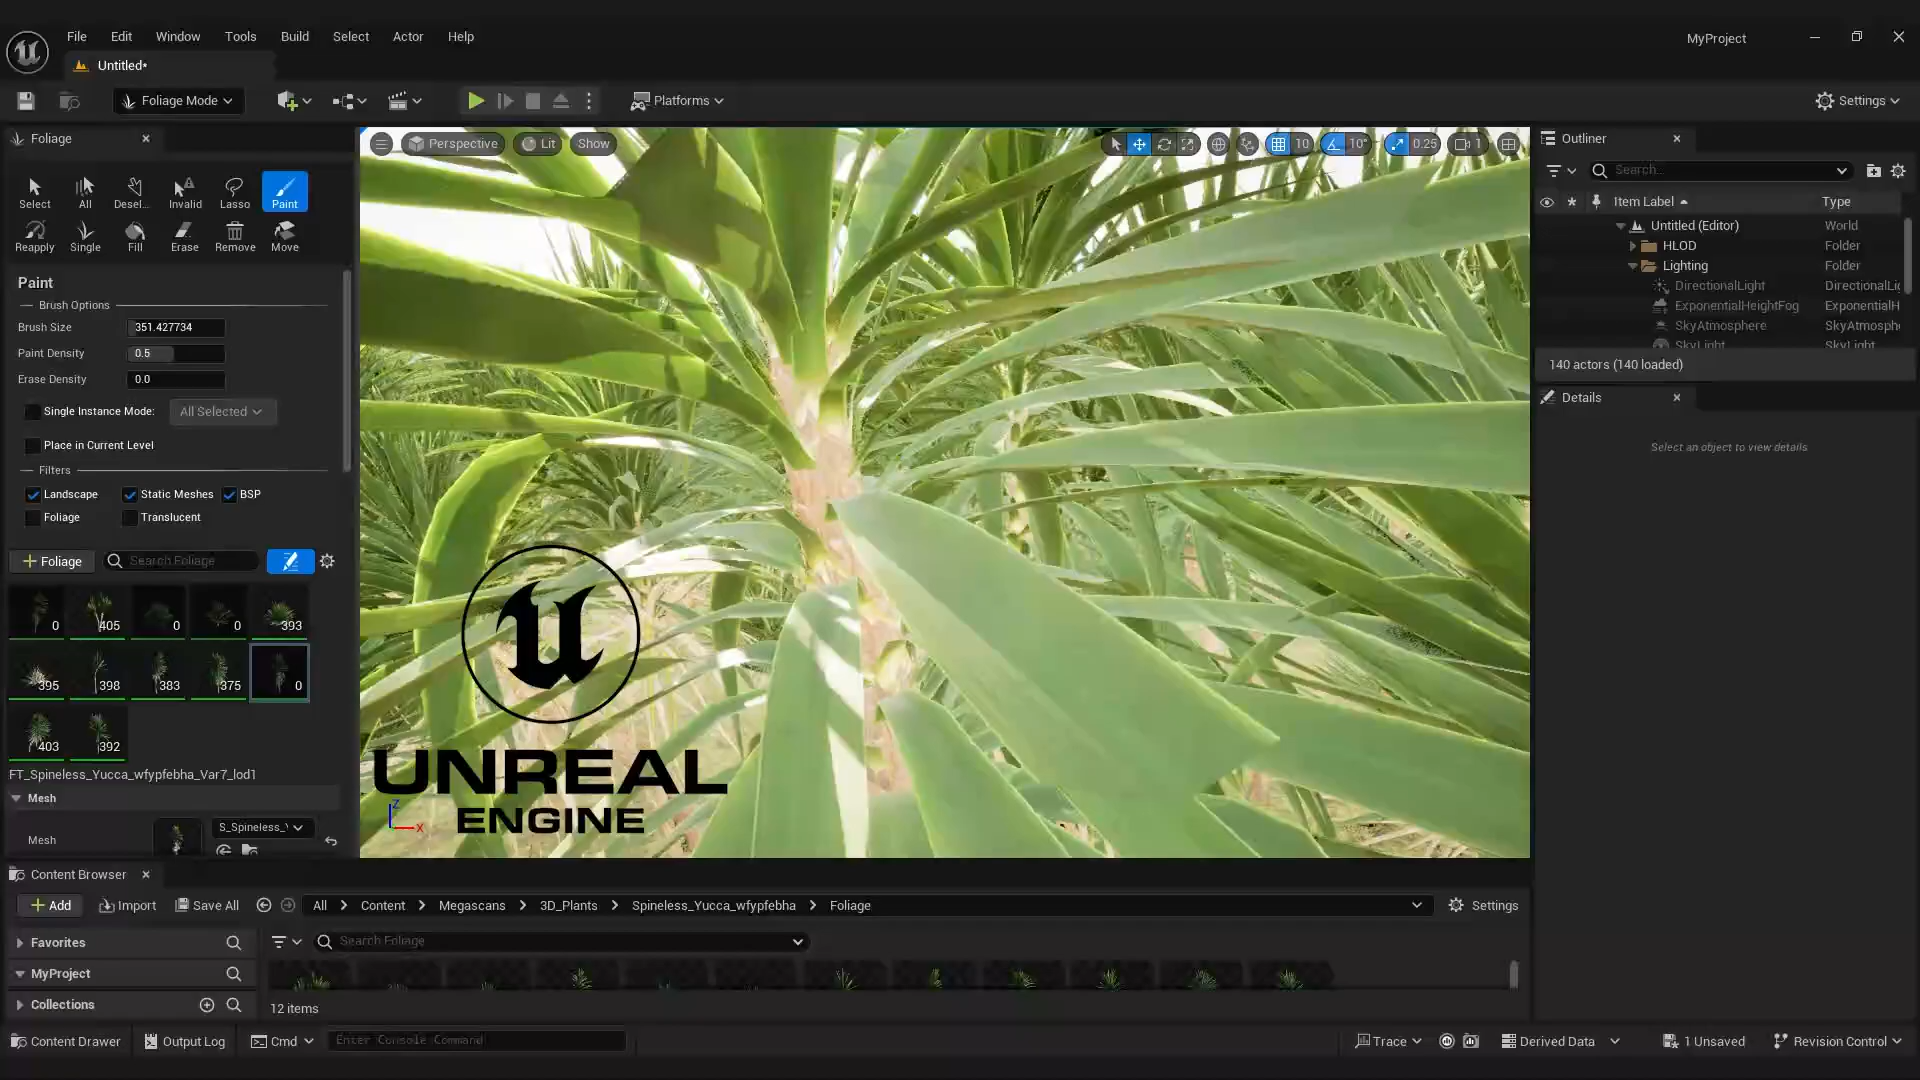 File Edit Window Tools Build Select Actor Help
MyProject
Untitled*
Foliage Mode
Platforms
Settings
Foliage
Perspective Lit Show
10 10° 0.25 1
Outliner
Select All Desel... Invalid Lasso Paint
Reapply Single Fill Erase Remove Move
Paint
Brush Options
Brush Size 351.427734
Paint Density 0.5
Erase Density 0.0
Single Instance Mode: All Selected
Place in Current Level
Filters
Landscape Static Meshes BSP
Foliage Translucent
Foliage Search Foliage
0 405 0 0 393
395 398 383 375 0
403 392
FT_Spineless_Yucca_wfypfebha_Var7_lod1
Mesh
Mesh S_Spineless_Y
UNREAL
ENGINE
Z
X
Search...
Item Label Type
Untitled (Editor) World
HLOD Folder
Lighting Folder
DirectionalLight DirectionalLig
ExponentialHeightFog ExponentialH
SkyAtmosphere SkyAtmosph
SkyLight SkyLight
140 actors (140 loaded)
Details
Select an object to view details
Content Browser
Add Import Save All All Content Megascans 3D_Plants Spineless_Yucca_wfypfebha Foliage Settings
Favorites
Search Foliage
MyProject
Collections
12 items
Content Drawer Output Log Cmd Enter Console Command
Trace Derived Data 1 Unsaved Revision Control